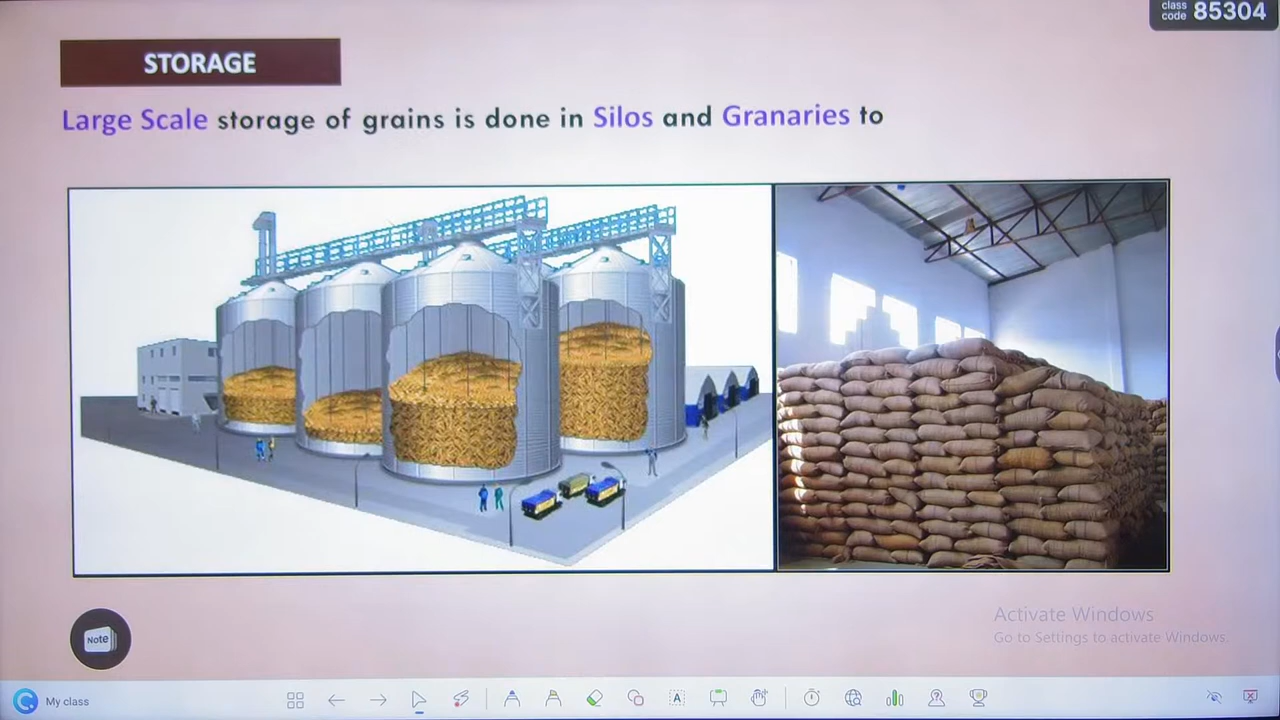 class
code 85304
STORAGE
Large Scale storage of grains is done in Silos and Granaries to
Note
Activate Windows
Go to Settings to activate Windows.
My class
A